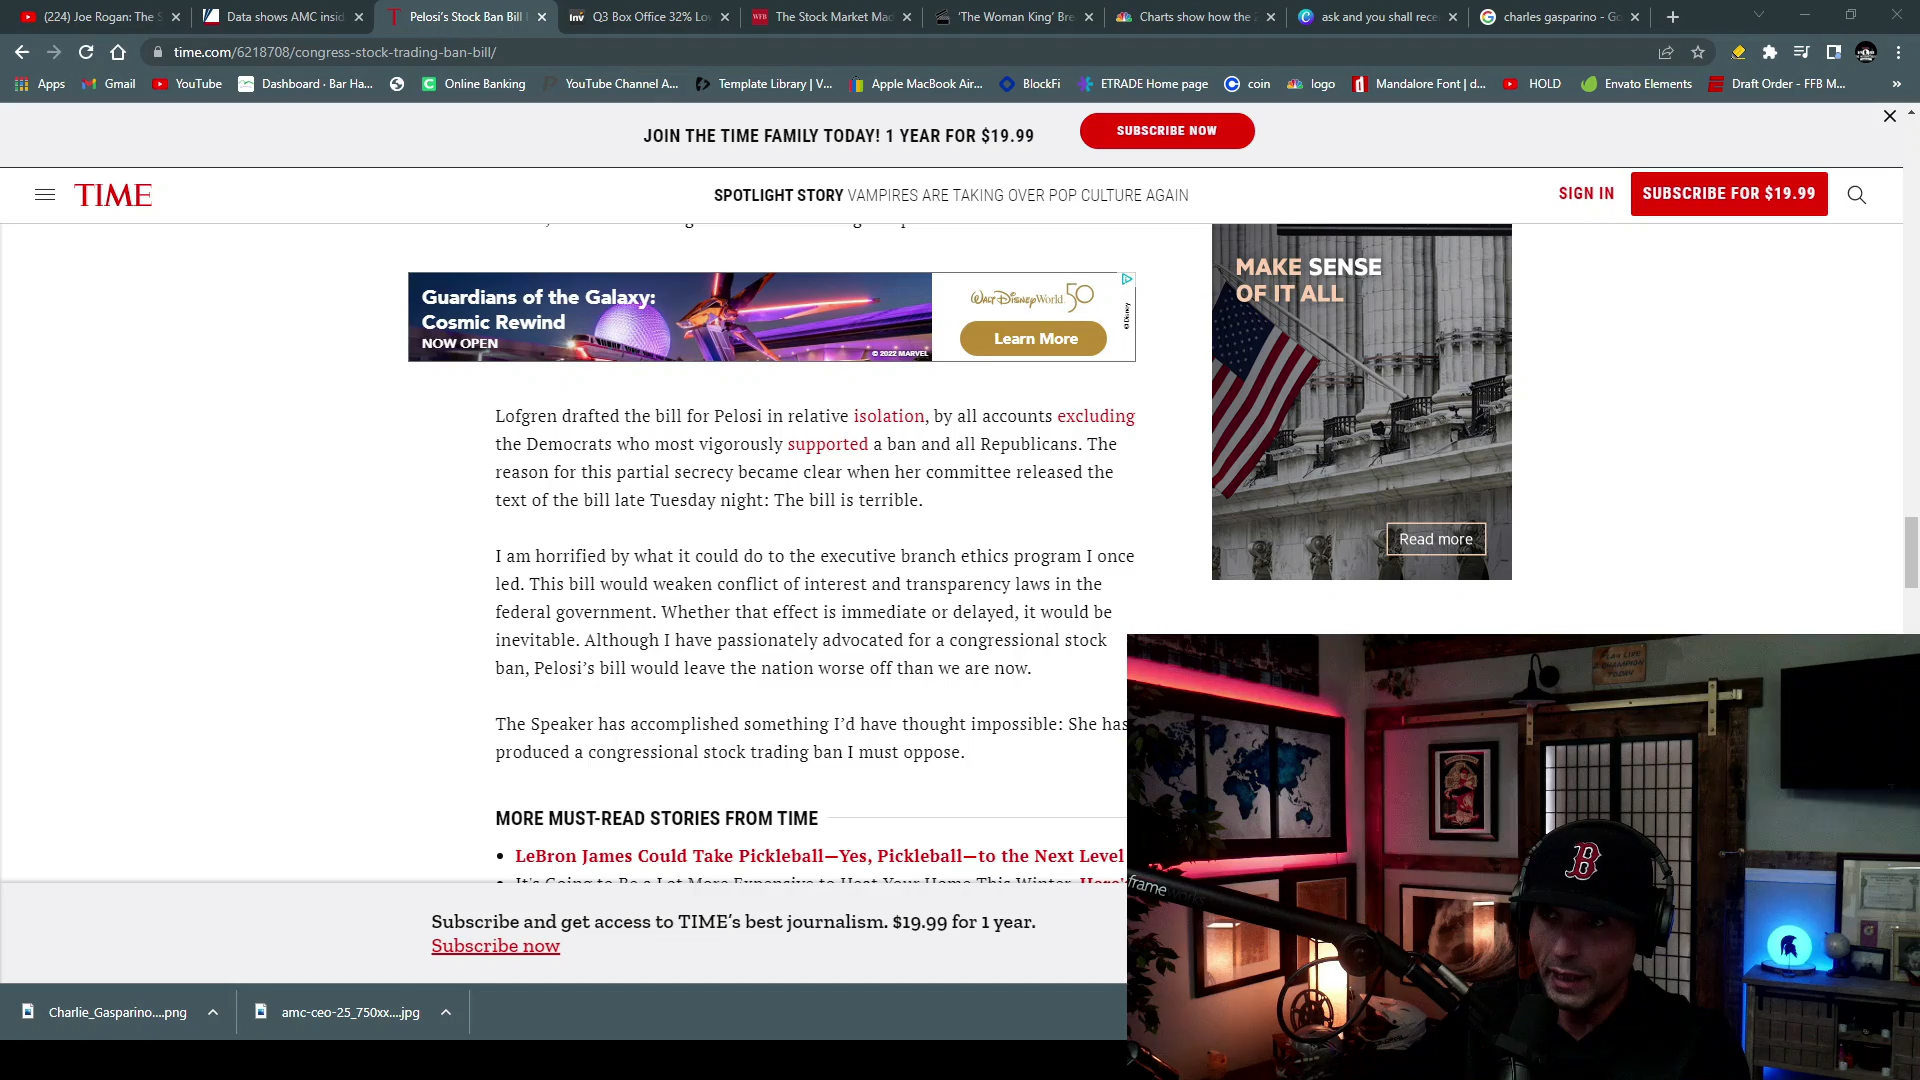 (224) Joe Rogan: The S
Data shows AMC insid
Pelosi's Stock Ban Bill
Q3 Box Office 32% Lo
The Stock Market Mad
'The Woman King' Bre
Charts show how the
ask and you shall rece
charles gasparino - Go
time.com/6218708/congress-stock-trading-ban-bill/
Apps
Gmail
YouTube
Dashboard · Bar Ha...
Online Banking
YouTube Channel A...
Template Library | V...
Apple MacBook Air...
BlockFi
ETRADE Home page
coin
logo
Mandalore Font | d...
HOLD
Envato Elements
Draft Order - FFB M...
JOIN THE TIME FAMILY TODAY! 1 YEAR FOR $19.99
SUBSCRIBE NOW
TIME
SPOTLIGHT STORY VAMPIRES ARE TAKING OVER POP CULTURE AGAIN
SIGN IN
SUBSCRIBE FOR $19.99
Guardians of the Galaxy:
Cosmic Rewind
NOW OPEN
© 2022 MARVEL
Walt Disney World 50
Learn More
© Disney
MAKE SENSE
OF IT ALL
Read more
Lofgren drafted the bill for Pelosi in relative isolation, by all accounts excluding
the Democrats who most vigorously supported a ban and all Republicans. The
reason for this partial secrecy became clear when her committee released the
text of the bill late Tuesday night: The bill is terrible.
I am horrified by what it could do to the executive branch ethics program I once
led. This bill would weaken conflict of interest and transparency laws in the
federal government. Whether that effect is immediate or delayed, it would be
inevitable. Although I have passionately advocated for a congressional stock
ban, Pelosi's bill would leave the nation worse off than we are now.
The Speaker has accomplished something I'd have thought impossible: She has
produced a congressional stock trading ban I must oppose.
MORE MUST-READ STORIES FROM TIME
LeBron James Could Take Pickleball—Yes, Pickleball—to the Next Level
It's Going to Be a Lot More Expensive to Heat Your Home This Winter. Here's
Subscribe and get access to TIME's best journalism. $19.99 for 1 year.
Subscribe now
Charlie_Gasparino....png
amc-ceo-25_750xx....jpg
PLAY LIKE
A CHAMPION
TODAY
B
frame